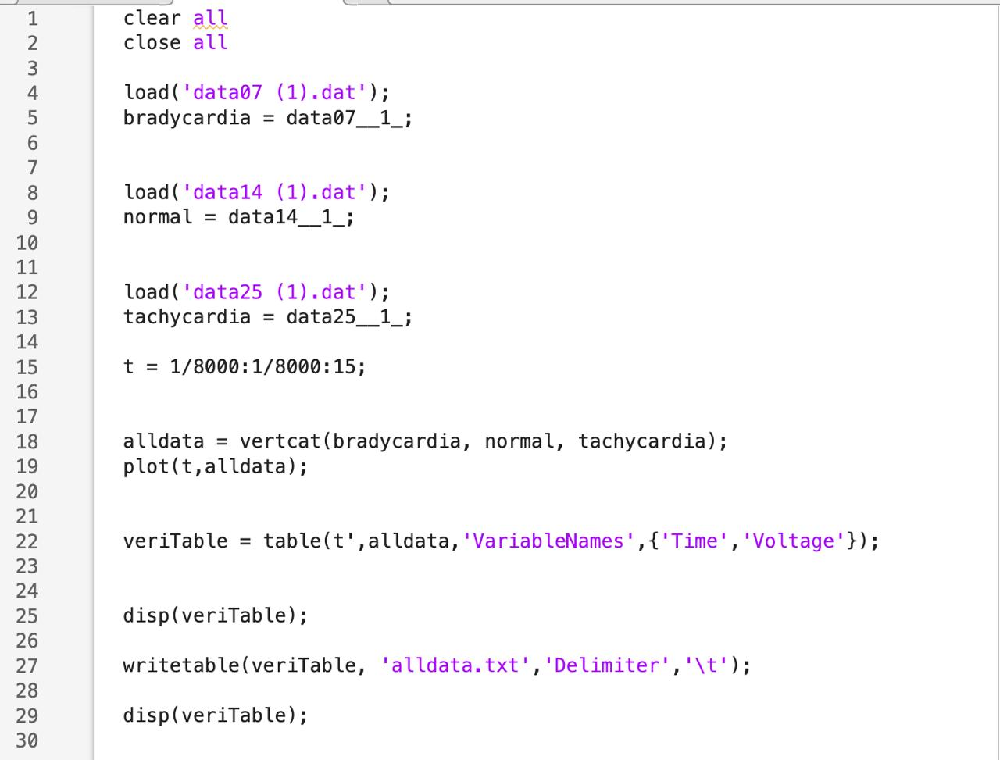 1 clear all
2 close all
3
4 load('data07 (1).dat');
5 bradycardia = data07__1_;
6
7
8 load('data14 (1).dat');
9 normal = data14__1_;
10
11
12 load('data25 (1).dat');
13 tachycardia = data25__1_;
14
15 t = 1/8000:1/8000:15;
16
17
18 alldata = vertcat(bradycardia, normal, tachycardia);
19 plot(t,alldata);
20
21
22 veriTable = table(t',alldata,'VariableNames',{'Time','Voltage'});
23
24
25 disp(veriTable);
26
27 writetable(veriTable, 'alldata.txt','Delimiter','\t');
28
29 disp(veriTable);
30